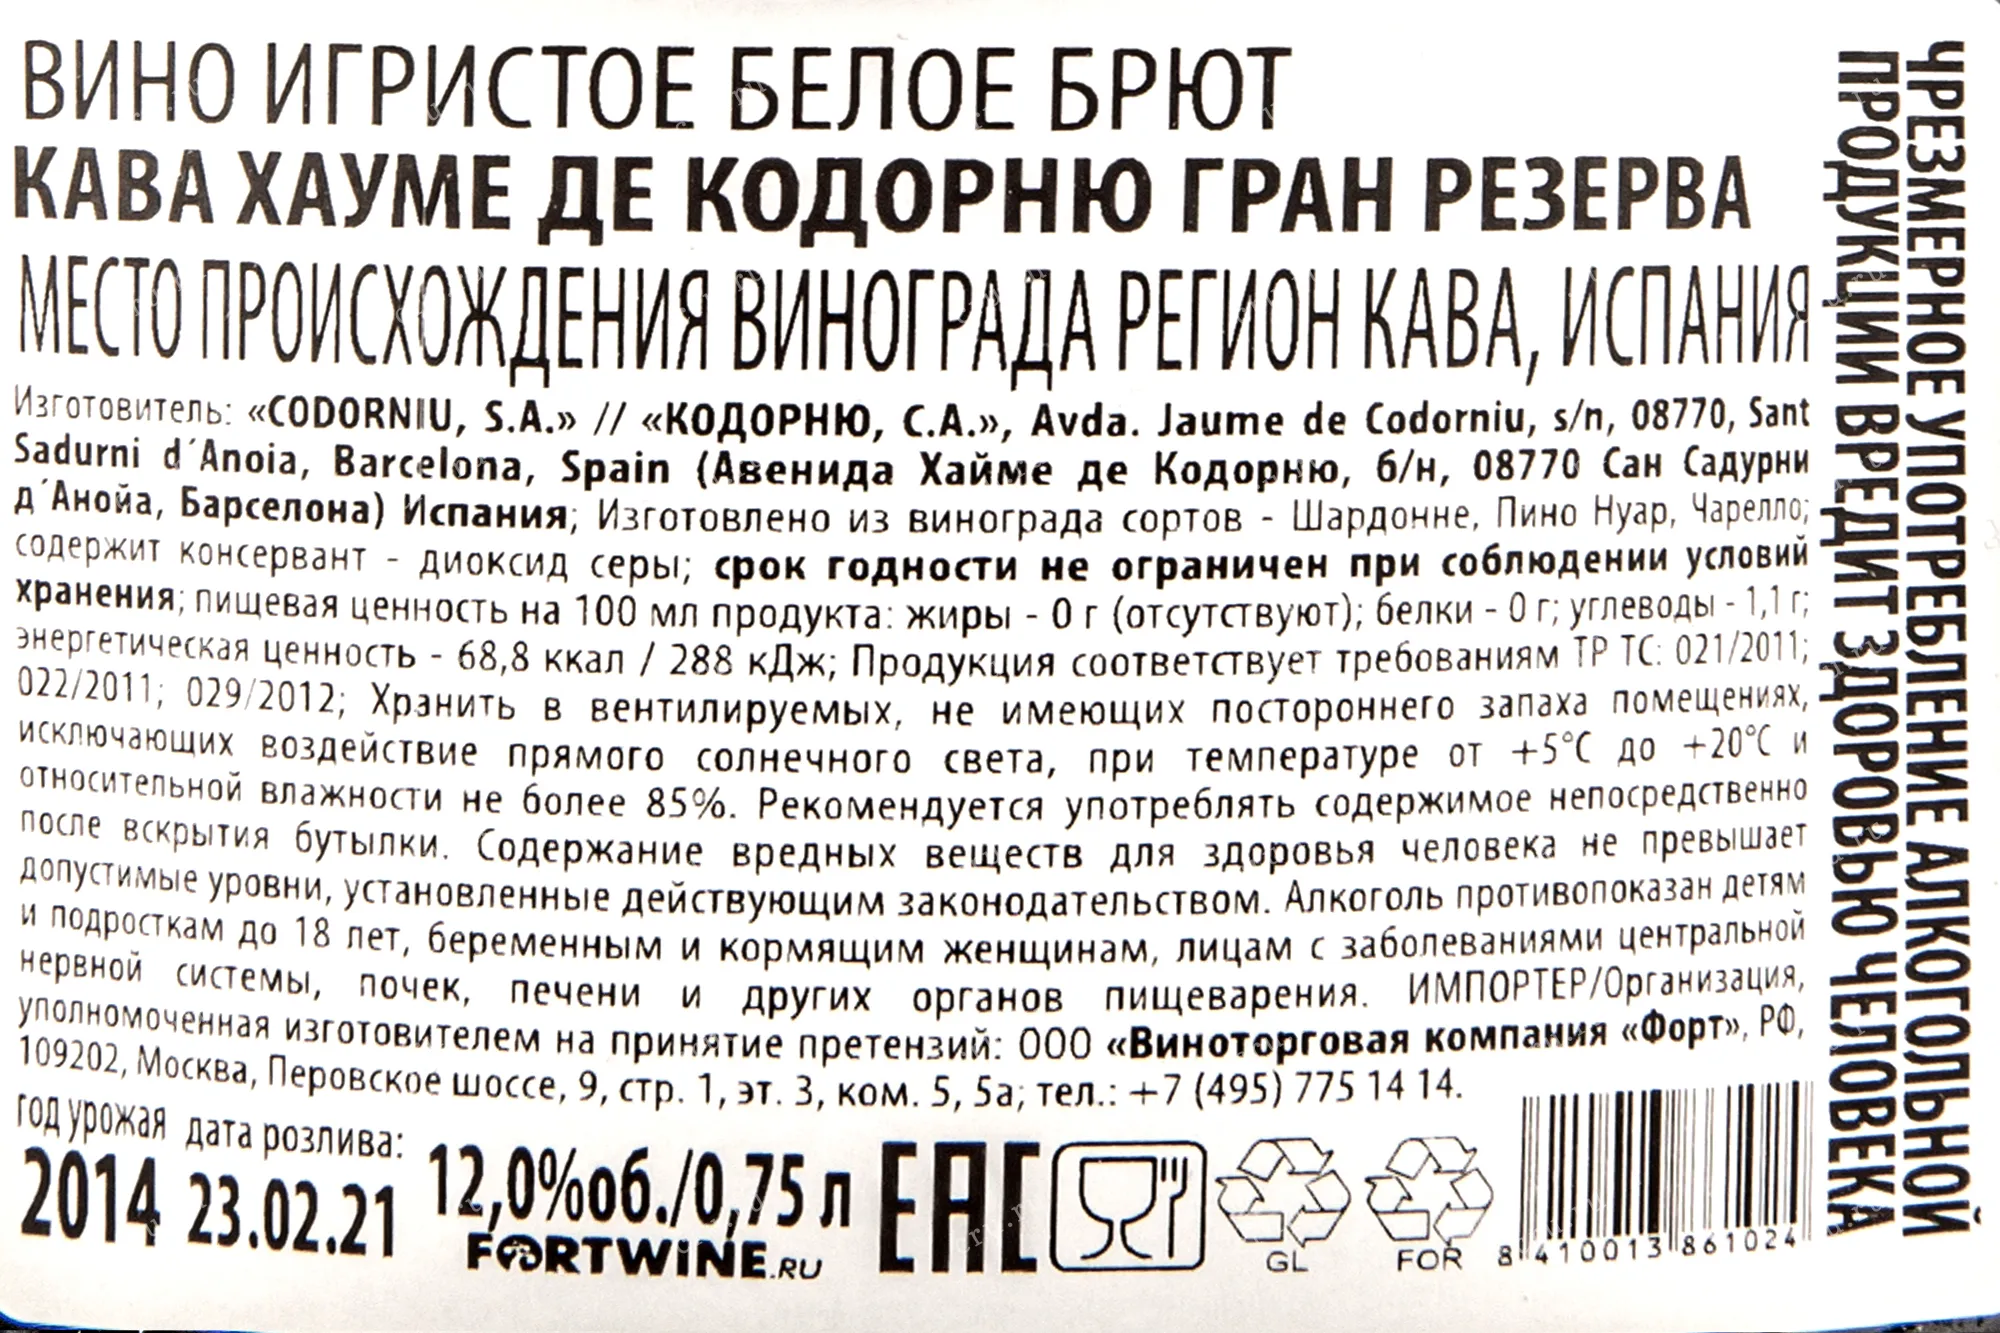 ВИНО ИГРИСТОЕ БЕЛОЕ БРЮТ
КАВА ХАУМЕ ДЕ КОДОРНЮ ГРАН РЕЗЕРВА
МЕСТО ПРОИСХОЖДЕНИЯ ВИНОГРАДА РЕГИОН КАВА, ИСПАНИЯ
Изготовитель: «CODORNIU, S.A.» // «КОДОРНЮ, С.А.», Avda. Jaume de Codorniu, s/n, 08770, Sant
Sadurni d´Anoia, Barcelona, Spain (Авенида Хайме де Кодорню, б/н, 08770 Сан Садурни
д´Анойа, Барселона) Испания; Изготовлено из винограда сортов - Шардонне, Пино Нуар, Чарелло;
содержит консервант - диоксид серы; срок годности не ограничен при соблюдении условий
хранения; пищевая ценность на 100 мл продукта: жиры - 0 г (отсутствуют); белки - 0 г; углеводы - 1,1 г;
энергетическая ценность - 68,8 ккал / 288 кДж; Продукция соответствует требованиям ТР ТС: 021/2011;
022/2011; 029/2012; Хранить в вентилируемых, не имеющих постороннего запаха помещениях,
исключающих воздействие прямого солнечного света, при температуре от +5°С до +20°С и
относительной влажности не более 85%. Рекомендуется употреблять содержимое непосредственно
после вскрытия бутылки. Содержание вредных веществ для здоровья человека не превышает
допустимые уровни, установленные действующим законодательством. Алкоголь противопоказан детям
и подросткам до 18 лет, беременным и кормящим женщинам, лицам с заболеваниями центральной
нервной системы, почек, печени и других органов пищеварения. ИМПОРТЕР/Организация,
уполномоченная изготовителем на принятие претензий: ООО «Виноторговая компания «Форт», РФ,
109202, Москва, Перовское шоссе, 9, стр. 1, эт. 3, ком. 5, 5а; тел.: +7 (495) 775 14 14.
год урожая дата розлива:
2014 23.02.21 12,0%об./0,75 л
FORTWINE.RU
EAC
GL
FOR
8 410013 861024
ЧРЕЗМЕРНОЕ УПОТРЕБЛЕНИЕ АЛКОГОЛЬНОЙ
ПРОДУКЦИИ ВРЕДИТ ЗДОРОВЬЮ ЧЕЛОВЕКА